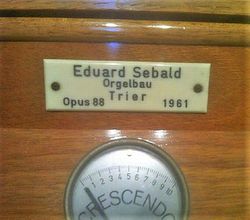 Eduard Sebald
Orgelbau
Trier
Opus 88 1961
1 2 3 4 5 6 7 8 9 10
CRESCENDO